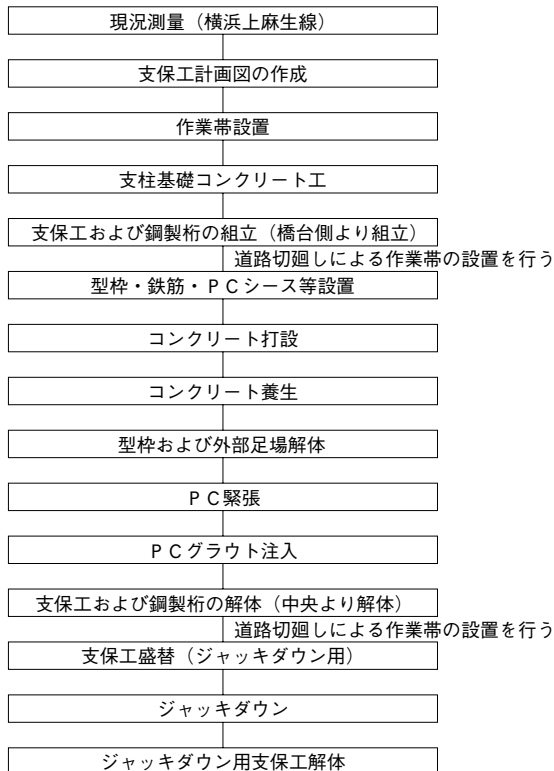 現況測量（横浜上麻生線）
支保工計画図の作成
作業帯設置
支柱基礎コンクリート工
支保工および鋼製桁の組立（橋台側より組立）
道路切廻しによる作業帯の設置を行う
型枠・鉄筋・ＰＣシース等設置
コンクリート打設
コンクリート養生
型枠および外部足場解体
ＰＣ緊張
ＰＣグラウト注入
支保工および鋼製桁の解体（中央より解体）
道路切廻しによる作業帯の設置を行う
支保工盛替（ジャッキダウン用）
ジャッキダウン
ジャッキダウン用支保工解体